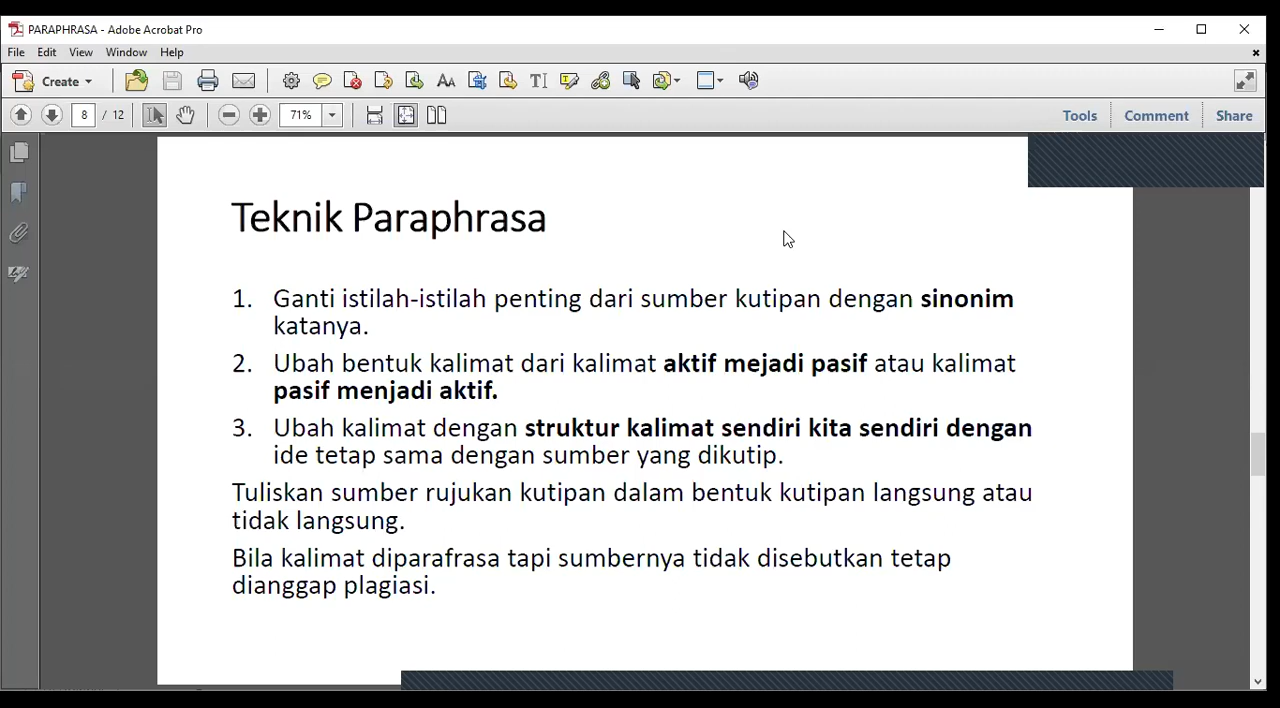 PARAPHRASA - Adobe Acrobat Pro
File Edit View Window Help
Create
8 / 12 71% Tools Comment Share
Teknik Paraphrasa
1. Ganti istilah-istilah penting dari sumber kutipan dengan sinonim
katanya.
2. Ubah bentuk kalimat dari kalimat aktif mejadi pasif atau kalimat
pasif menjadi aktif.
3. Ubah kalimat dengan struktur kalimat sendiri kita sendiri dengan
ide tetap sama dengan sumber yang dikutip.
Tuliskan sumber rujukan kutipan dalam bentuk kutipan langsung atau
tidak langsung.
Bila kalimat diparafrasa tapi sumbernya tidak disebutkan tetap
dianggap plagiasi.